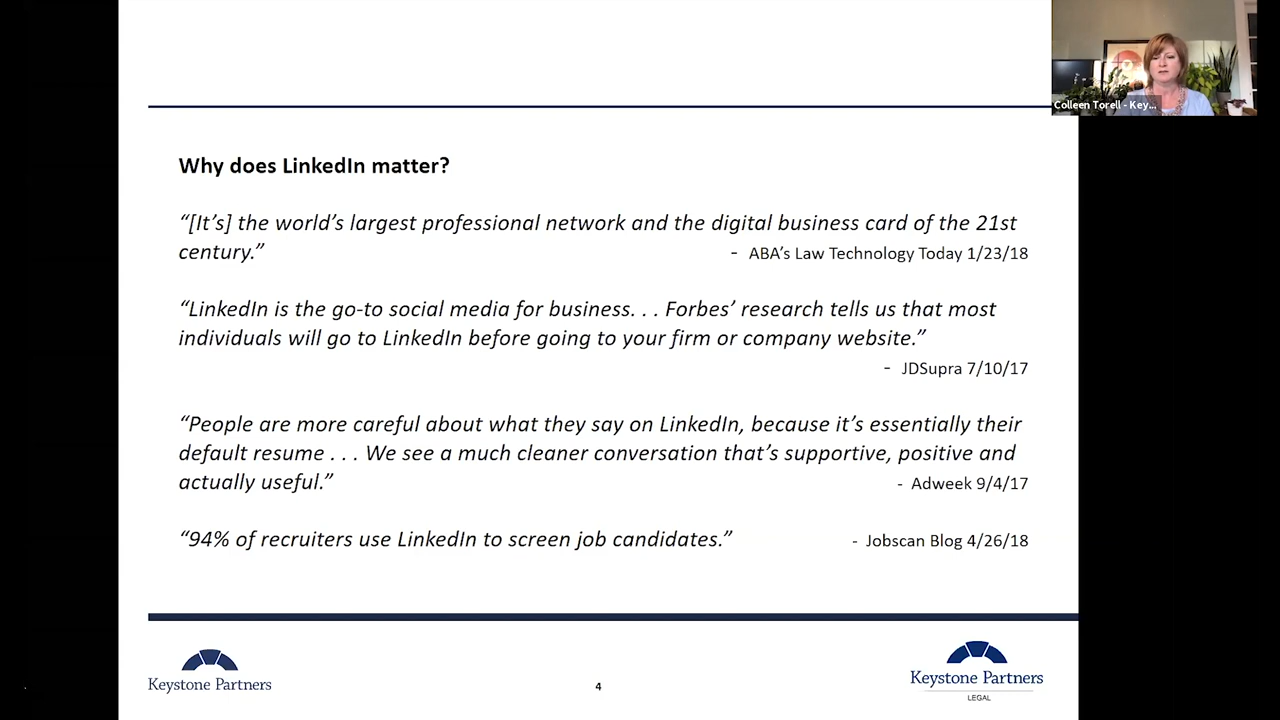 Colleen Torell - Key...
Why does LinkedIn matter?
“[It’s] the world’s largest professional network and the digital business card of the 21st
century.” - ABA’s Law Technology Today 1/23/18
“LinkedIn is the go-to social media for business. . . Forbes’ research tells us that most
individuals will go to LinkedIn before going to your firm or company website.”
- JDSupra 7/10/17
“People are more careful about what they say on LinkedIn, because it’s essentially their
default resume . . . We see a much cleaner conversation that’s supportive, positive and
actually useful.” - Adweek 9/4/17
“94% of recruiters use LinkedIn to screen job candidates.” - Jobscan Blog 4/26/18
Keystone Partners
4
Keystone Partners
LEGAL